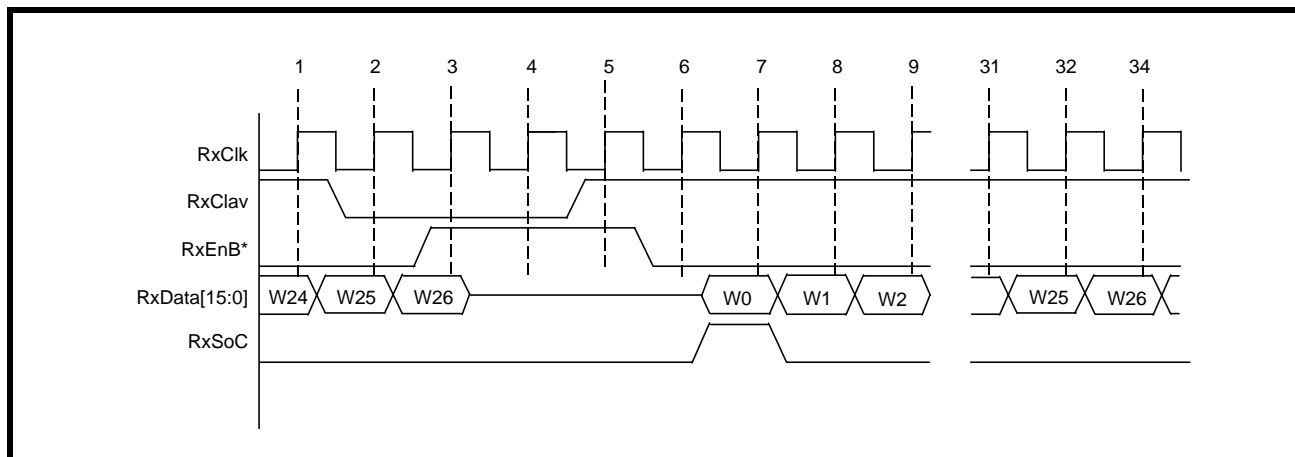 1 2 3 4 5 6 7 8 9 31 32 34
RxClk
RxClav
RxEnB*
RxData[15:0] W24 W25 W26 W0 W1 W2 W25 W26
RxSoC